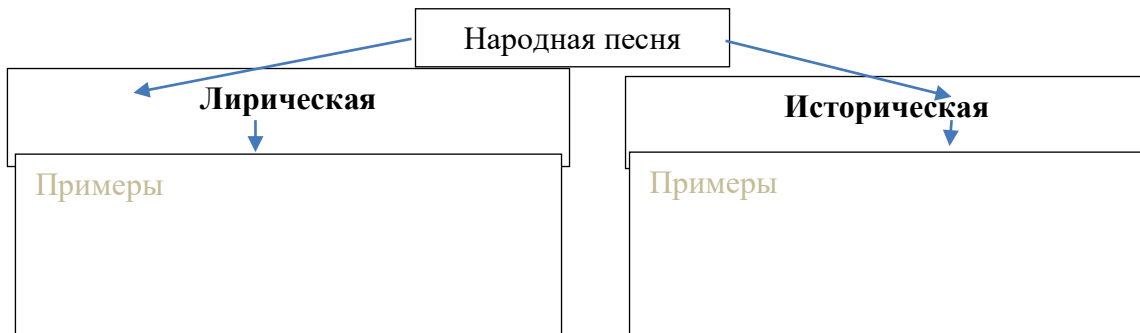 Народная песня
Лирическая
Историческая
Примеры
Примеры